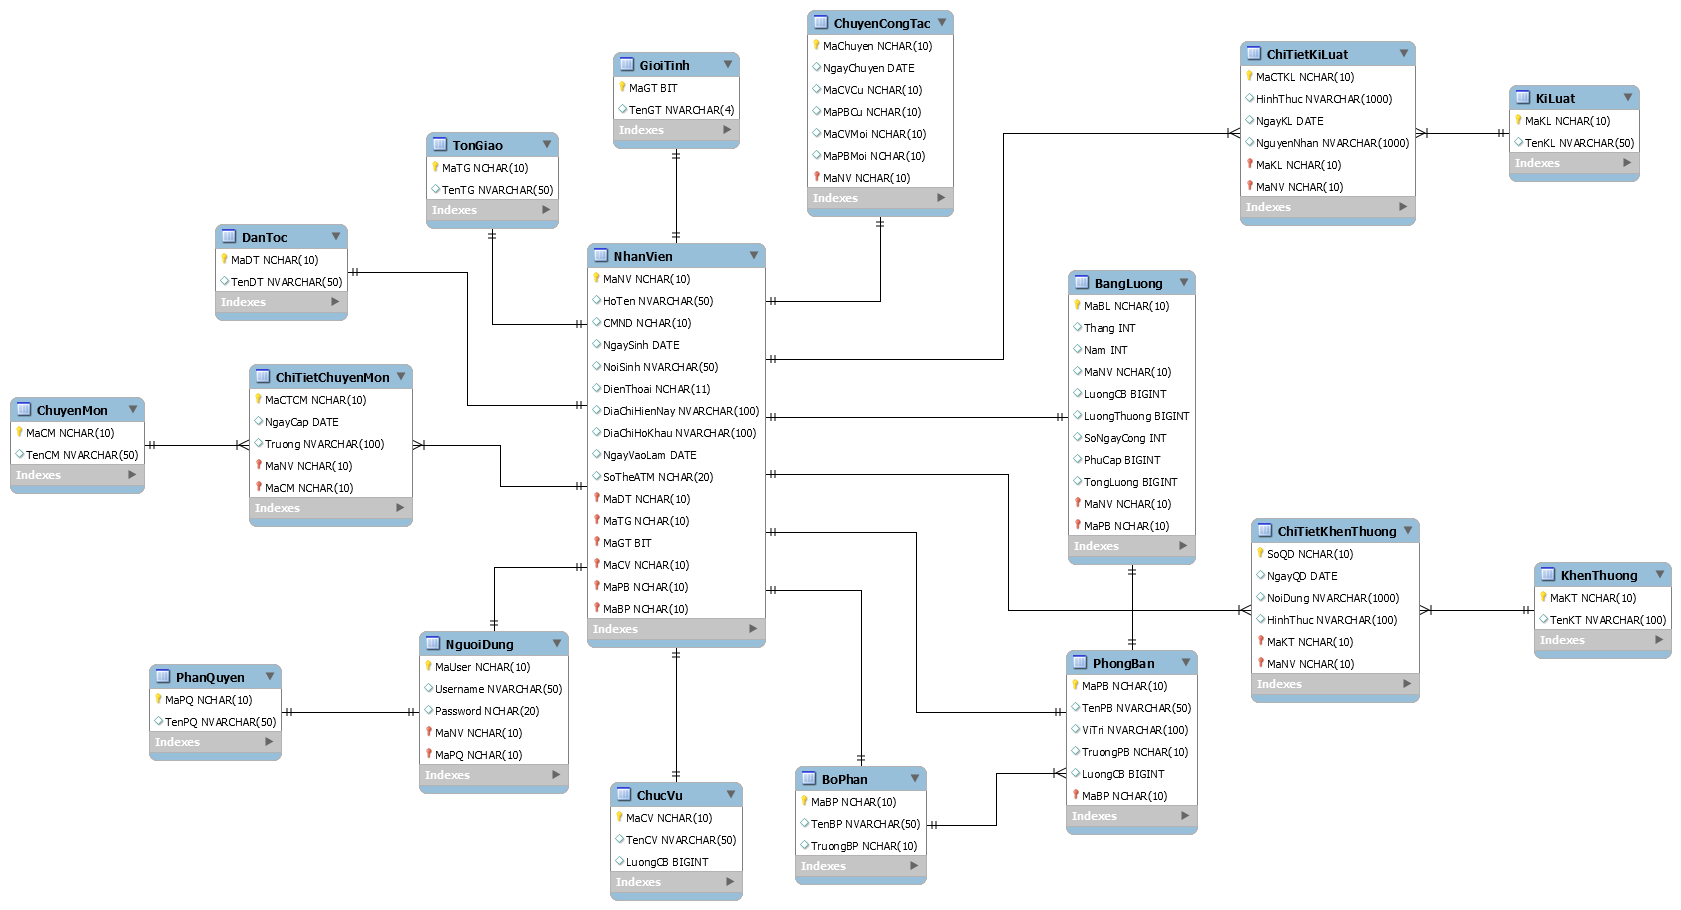 GioiTinh
MaGT BIT
TenGT NVARCHAR(4)
Indexes
ChuyenCongTac
MaChuyen NCHAR(10)
NgayChuyen DATE
MaCVCu NCHAR(10)
MaPBCu NCHAR(10)
MaCVMoi NCHAR(10)
MaPBMoi NCHAR(10)
MaNV NCHAR(10)
Indexes
ChiTietKiLuat
MaCTKL NCHAR(10)
HinhThuc NVARCHAR(1000)
NgayKL DATE
NguyenNhan NVARCHAR(1000)
MaKL NCHAR(10)
MaNV NCHAR(10)
Indexes
KiLuat
MaKL NCHAR(10)
TenKL NVARCHAR(50)
Indexes
TonGiao
MaTG NCHAR(10)
TenTG NVARCHAR(50)
Indexes
DanToc
MaDT NCHAR(10)
TenDT NVARCHAR(50)
Indexes
NhanVien
MaNV NCHAR(10)
HoTen NVARCHAR(50)
CMND NCHAR(10)
NgaySinh DATE
NoiSinh NVARCHAR(50)
DienThoai NCHAR(11)
DiaChiHienNay NVARCHAR(100)
DiaChiHoKhau NVARCHAR(100)
NgayVaoLam DATE
SoTheATM NCHAR(20)
MaDT NCHAR(10)
MaTG NCHAR(10)
MaGT BIT
MaCV NCHAR(10)
MaPB NCHAR(10)
MaBP NCHAR(10)
Indexes
BangLuong
MaBL NCHAR(10)
Thang INT
Nam INT
MaNV NCHAR(10)
LuongCB BIGINT
LuongThuong BIGINT
SoNgayCong INT
PhuCap BIGINT
TongLuong BIGINT
MaNV NCHAR(10)
MaPB NCHAR(10)
Indexes
ChuyenMon
MaCM NCHAR(10)
TenCM NVARCHAR(50)
Indexes
ChiTietChuyenMon
MaCTCM NCHAR(10)
NgayCap DATE
Truong NVARCHAR(100)
MaNV NCHAR(10)
MaCM NCHAR(10)
Indexes
ChiTietKhenThuong
SoQD NCHAR(10)
NgayQD DATE
NoiDung NVARCHAR(1000)
HinhThuc NVARCHAR(100)
MaKT NCHAR(10)
MaNV NCHAR(10)
Indexes
KhenThuong
MaKT NCHAR(10)
TenKT NVARCHAR(100)
Indexes
PhanQuyen
MaPQ NCHAR(10)
TenPQ NVARCHAR(50)
Indexes
NguoiDung
MaUser NCHAR(10)
Username NVARCHAR(50)
Password NCHAR(20)
MaNV NCHAR(10)
MaPQ NCHAR(10)
Indexes
ChucVu
MaCV NCHAR(10)
TenCV NVARCHAR(50)
LuongCB BIGINT
Indexes
BoPhan
MaBP NCHAR(10)
TenBP NVARCHAR(50)
TruongBP NCHAR(10)
Indexes
PhongBan
MaPB NCHAR(10)
TenPB NVARCHAR(50)
ViTri NVARCHAR(100)
TruongPB NCHAR(10)
LuongCB BIGINT
MaBP NCHAR(10)
Indexes